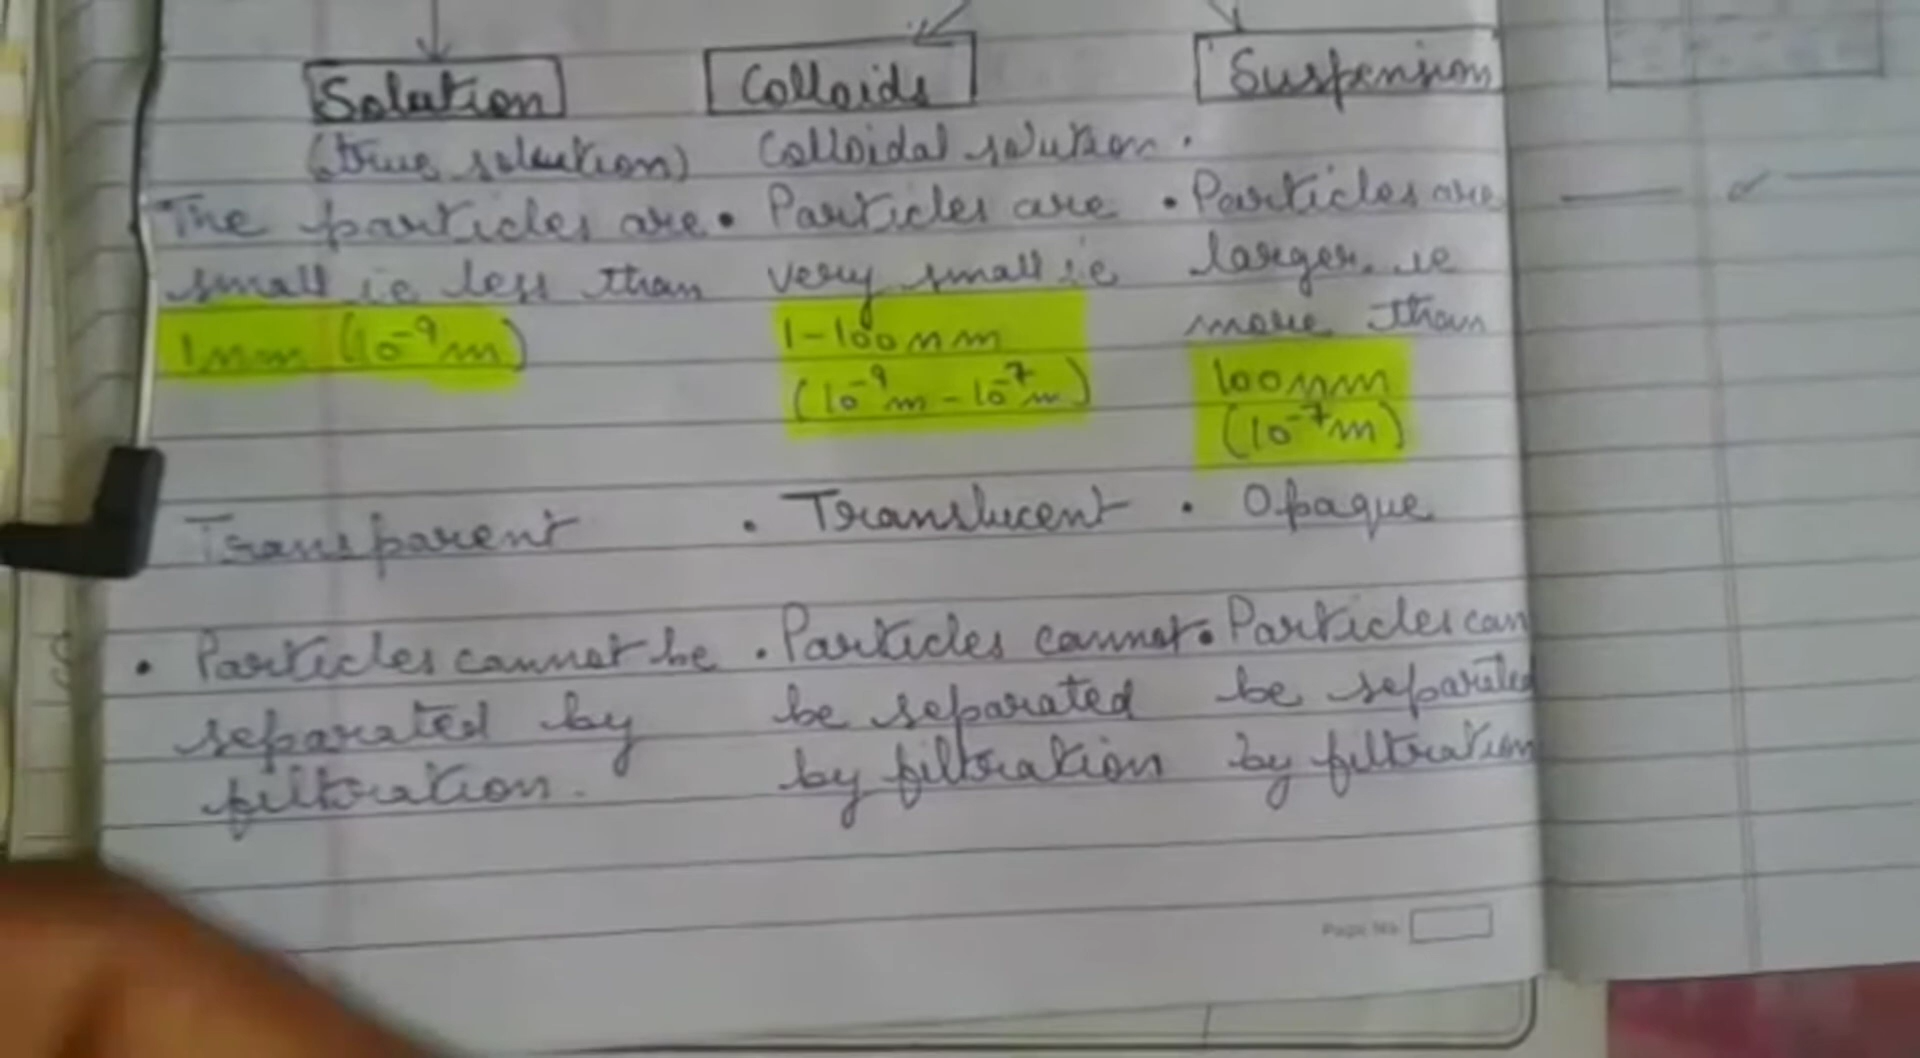 Solution
Colloids
Suspension
(true solution)
Colloidal solution.
The particles are
small i.e less than
1nm (10⁻⁹m)
• Particles are
very small i.e
1-100nm
(10⁻⁹m - 10⁻⁷m)
• Particles are
larger. ie
more than
100nm
(10⁻⁷m)
Transparent
• Translucent
• Opaque
• Particles cannot be
separated by
filtration.
• Particles cannot
be separated
by filtration
• Particles can
be separated
by filtration
Page No.